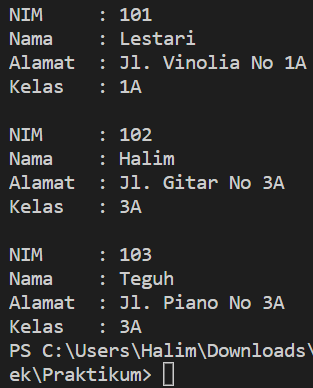 NIM     : 101
Nama    : Lestari
Alamat  : Jl. Vinolia No 1A
Kelas   : 1A

NIM     : 102
Nama    : Halim
Alamat  : Jl. Gitar No 3A
Kelas   : 3A

NIM     : 103
Nama    : Teguh
Alamat  : Jl. Piano No 3A
Kelas   : 3A
PS C:\Users\Halim\Downloads\
ek\Praktikum>